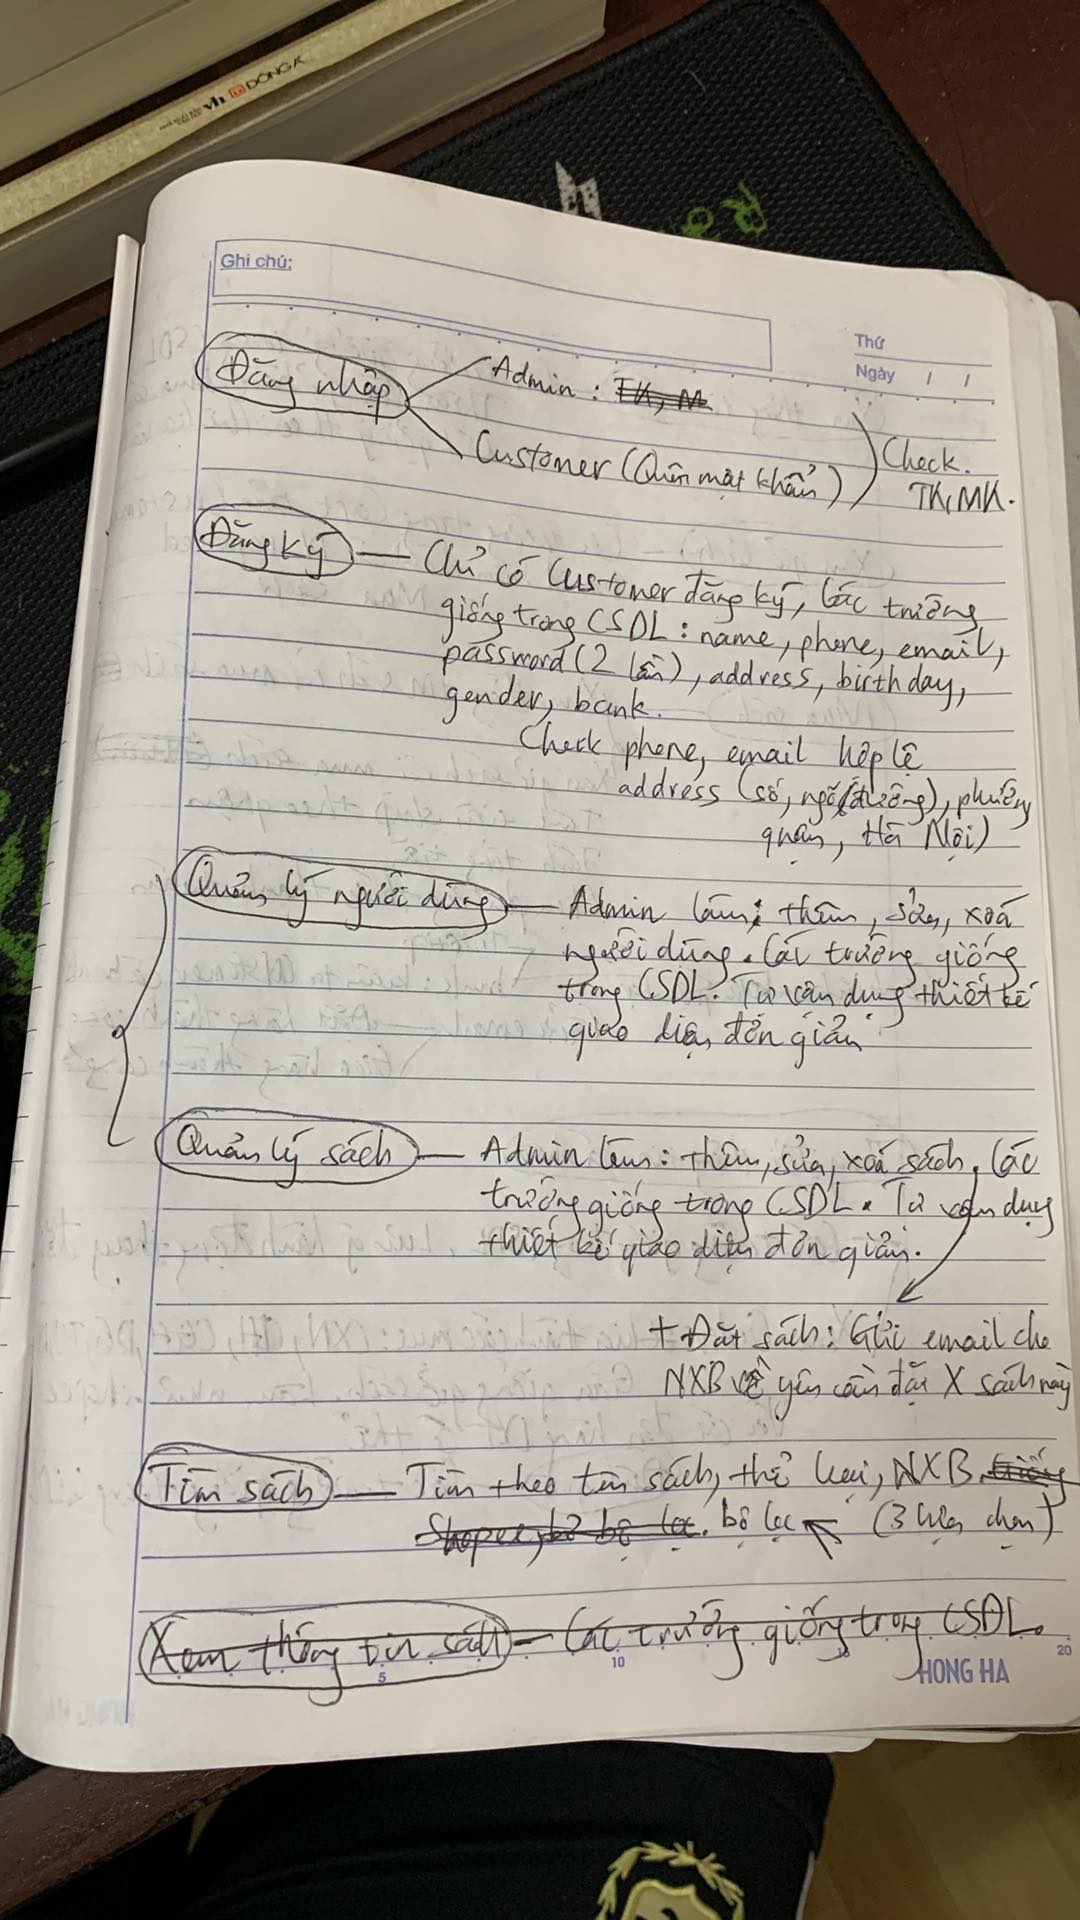 ĐÔNG A
Ghi chú:
Thứ
Ngày / /
Đăng nhập
Admin : TK, M
Customer (Quên mật khẩu)
Check.
TK, MK.
Đăng ký — Chỉ có Customer đăng ký, Các trường
giống trong CSDL : name, phone, email,
password (2 lần), address, birthday,
gender, bank.
Check phone, email hợp lệ
address (số, ngõ (đường), phường
quận, Hà Nội)
Quản lý người dùng — Admin làm: thêm, sửa, xoá
người dùng. Các trường giống
trong CSDL. Tự vận dụng thiết kế
giao diện đơn giản
Quản lý sách — Admin làm: thêm, sửa, xoá sách. Các
trường giống trong CSDL. Tự vận dụng
thiết kế giao diện đơn giản.
+ Đặt sách: Gửi email cho
NXB về yêu cầu đặt X sách này
Tìm sách — Tìm theo tên sách, thể loại, NXB. giống
Shopee, có bộ lọc. bộ lọc (3 lựa chọn)
Xem thông tin sách — Các trường giống trong CSDL.
5 10 15 20
HONG HA